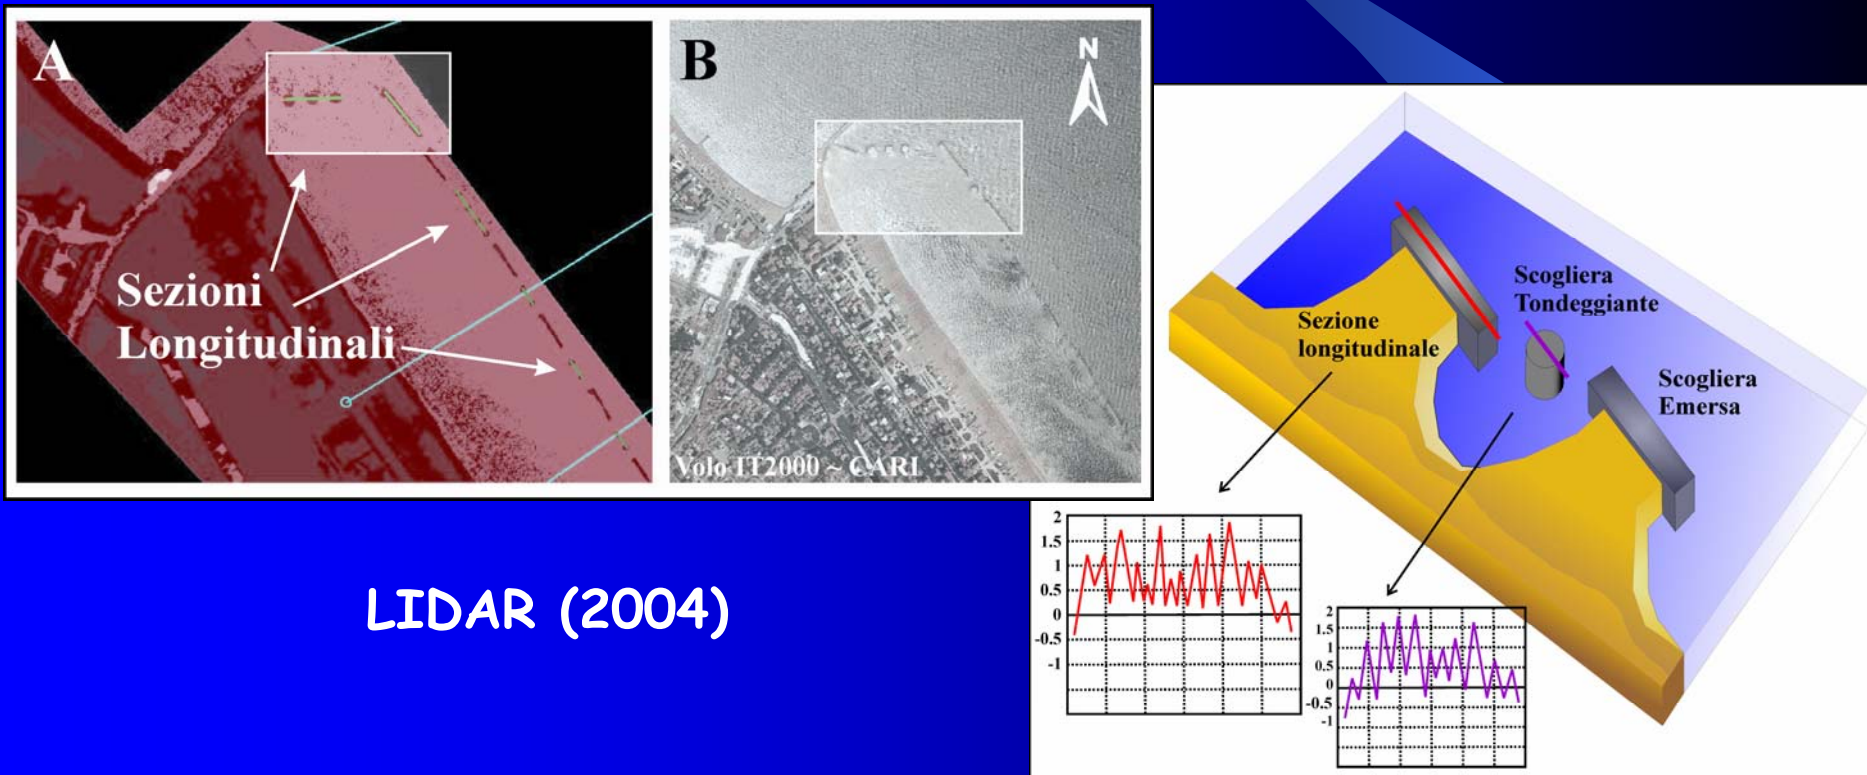 A
Sezioni
Longitudinali
B
N
Volo IT2000 ~ CARI
LIDAR (2004)
Sezione
longitudinale
Scogliera
Tondeggiante
Scogliera
Emersa
2
1.5
1
0.5
0
-0.5
-1
2
1.5
1
0.5
0
-0.5
-1